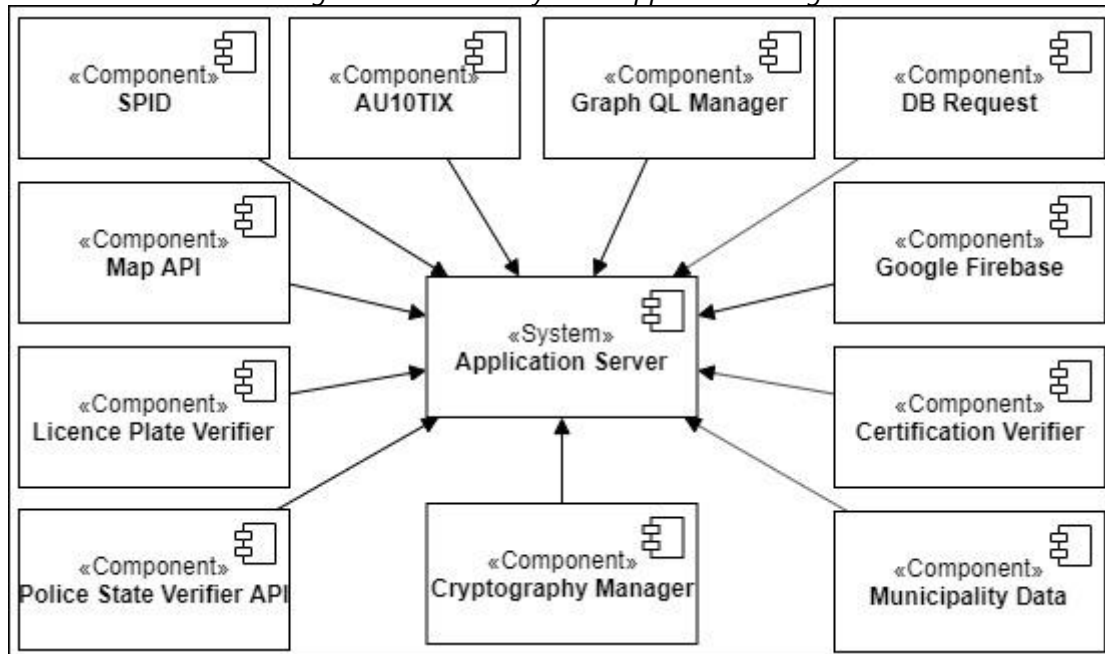 «Component»
SPID
«Component»
AU10TIX
«Component»
Graph QL Manager
«Component»
DB Request
«Component»
Map API
«Component»
Google Firebase
«System»
Application Server
«Component»
Licence Plate Verifier
«Component»
Certification Verifier
«Component»
Police State Verifier API
«Component»
Cryptography Manager
«Component»
Municipality Data